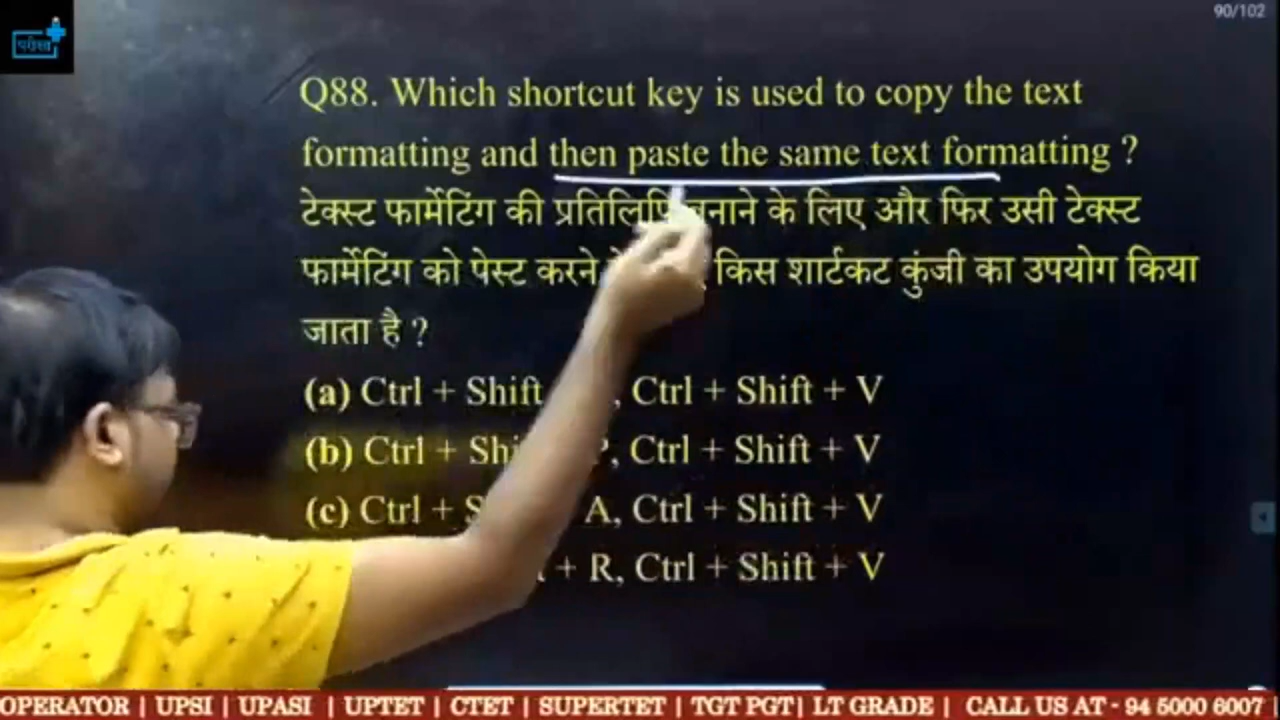 90/102
परीक्षा
Q88. Which shortcut key is used to copy the text
formatting and then paste the same text formatting ?
टेक्स्ट फार्मेटिंग की प्रतिलिपि बनाने के लिए और फिर उसी टेक्स्ट
फार्मेटिंग को पेस्ट करने किस शार्टकट कुंजी का उपयोग किया
जाता है ?
(a) Ctrl + Shift , Ctrl + Shift + V
(b) Ctrl + Shi , Ctrl + Shift + V
(c) Ctrl + S A, Ctrl + Shift + V
+ R, Ctrl + Shift + V
OPERATOR | UPSI | UPASI | UPTET | CTET | SUPERTET | TGT PGT| LT GRADE | CALL US AT - 94 5000 6007